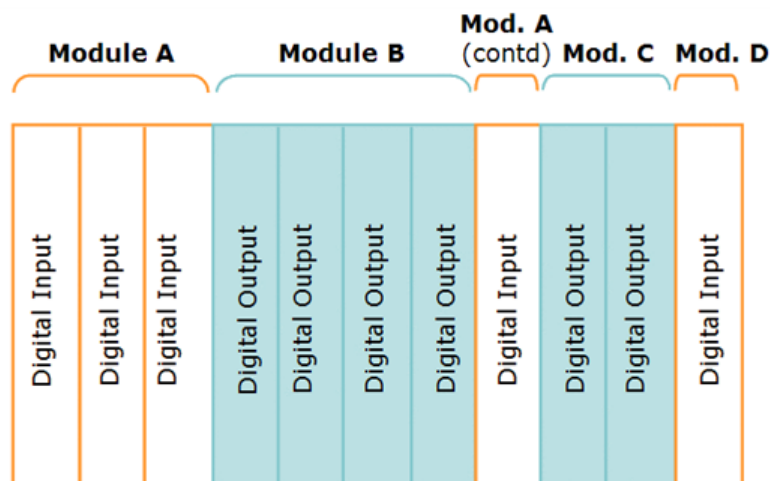 Module A
Module B
Mod. A
(contd)
Mod. C
Mod. D
Digital Input
Digital Input
Digital Input
Digital Output
Digital Output
Digital Output
Digital Output
Digital Input
Digital Output
Digital Output
Digital Input